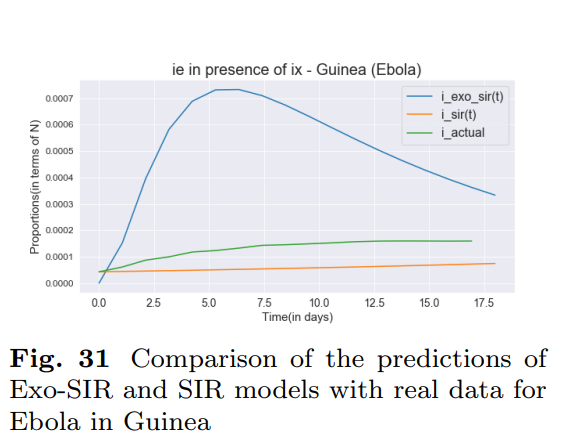 ie in presence of ix - Guinea (Ebola)
i_exo_sir(t)
i_sir(t)
i_actual
Proportions(in terms of N)
0.0007
0.0006
0.0005
0.0004
0.0003
0.0002
0.0001
0.0000
0.0 2.5 5.0 7.5 10.0 12.5 15.0 17.5
Time(in days)
Fig. 31 Comparison of the predictions of
Exo-SIR and SIR models with real data for
Ebola in Guinea